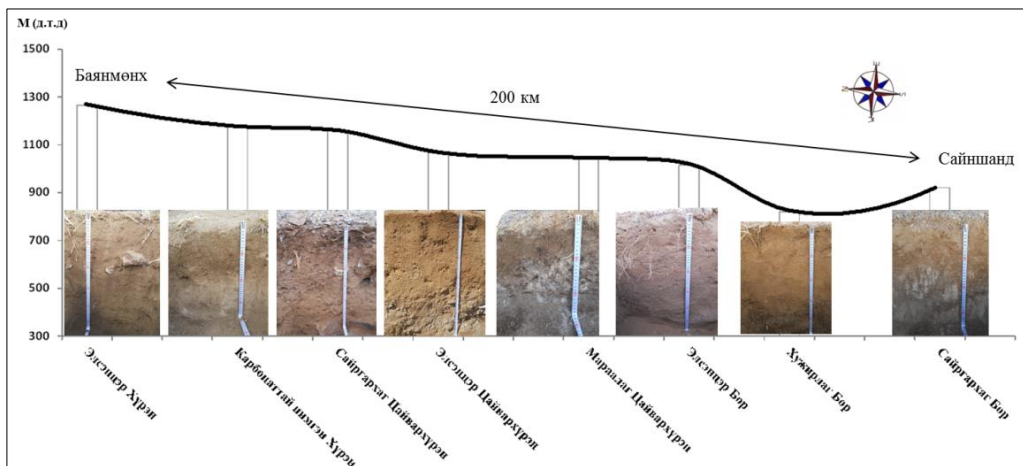 М (д.т.д)
1500
1300
1100
900
700
500
300
Баянмөнх
200 км
Сайншанд
Элсэнцэр Хүрэн
Карбонаттай нимгэн Хүрэн
Сайргархаг Цайвархүрэн
Элсэнцэр Цайвархүрэн
Мараалаг Цайвархүрэн
Элсэнцэр Бор
Хужирлаг Бор
Сайргархаг Бор